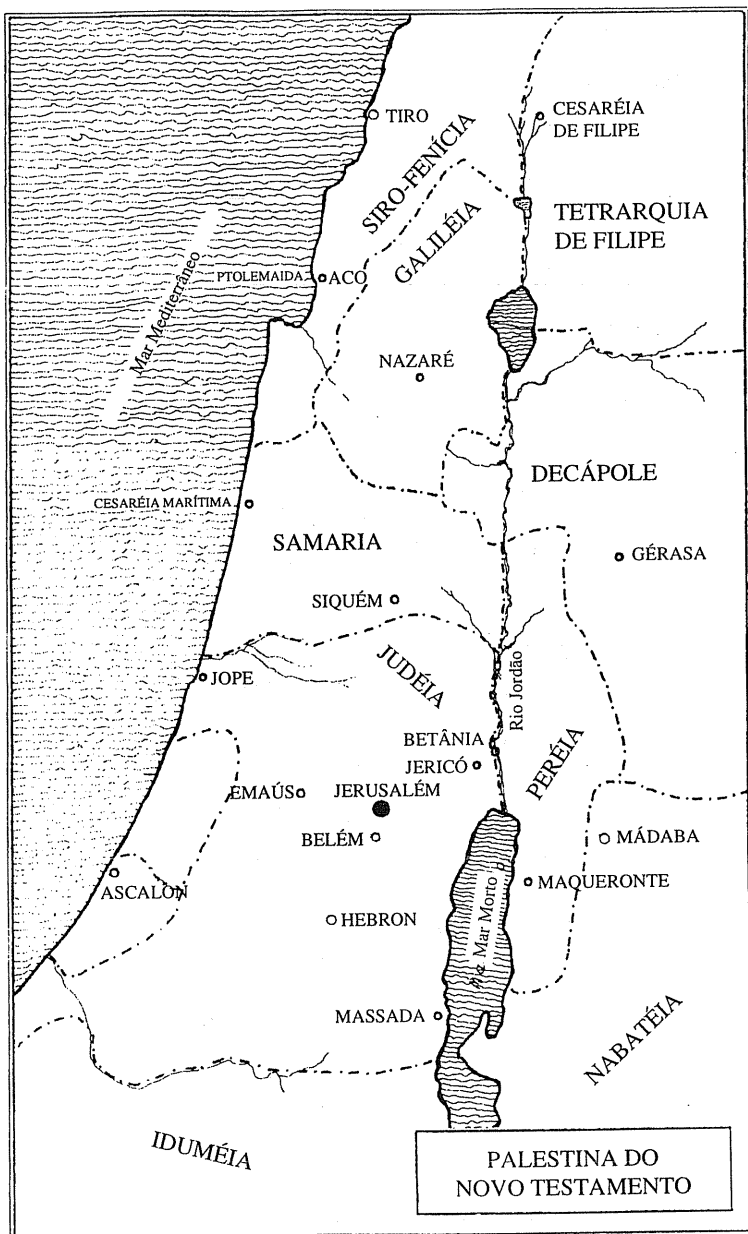 TIRO
CESARÉIA
DE FILIPE
SIRO-FENÍCIA
GALILÉIA
TETRARQUIA
DE FILIPE
Mar Mediterrâneo
PTOLEMAIDA
ACO
NAZARÉ
DECÁPOLE
CESARÉIA MARÍTIMA
SAMARIA
GÉRASA
SIQUÉM
JUDÉIA
JOPE
Rio Jordão
BETÂNIA
JERICÓ
PERÉIA
EMAÚS
JERUSALÉM
BELÉM
MÁDABA
MAQUERONTE
ASCALON
Mar Morto
HEBRON
MASSADA
NABATÉIA
IDUMÉIA
PALESTINA DO
NOVO TESTAMENTO